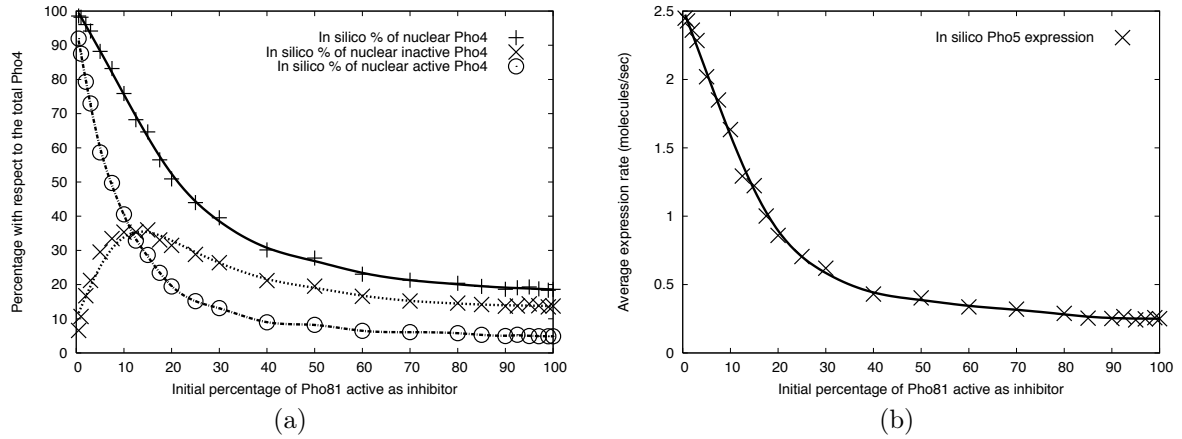 100
90
80
70
60
50
40
30
20
10
0
Percentage with respect to the total Pho4
In silico % of nuclear Pho4
In silico % of nuclear inactive Pho4
In silico % of nuclear active Pho4
0 10 20 30 40 50 60 70 80 90 100
Initial percentage of Pho81 active as inhibitor
(a)
2.5
2
1.5
1
0.5
0
Average expression rate (molecules/sec)
In silico Pho5 expression
0 10 20 30 40 50 60 70 80 90 100
Initial percentage of Pho81 active as inhibitor
(b)